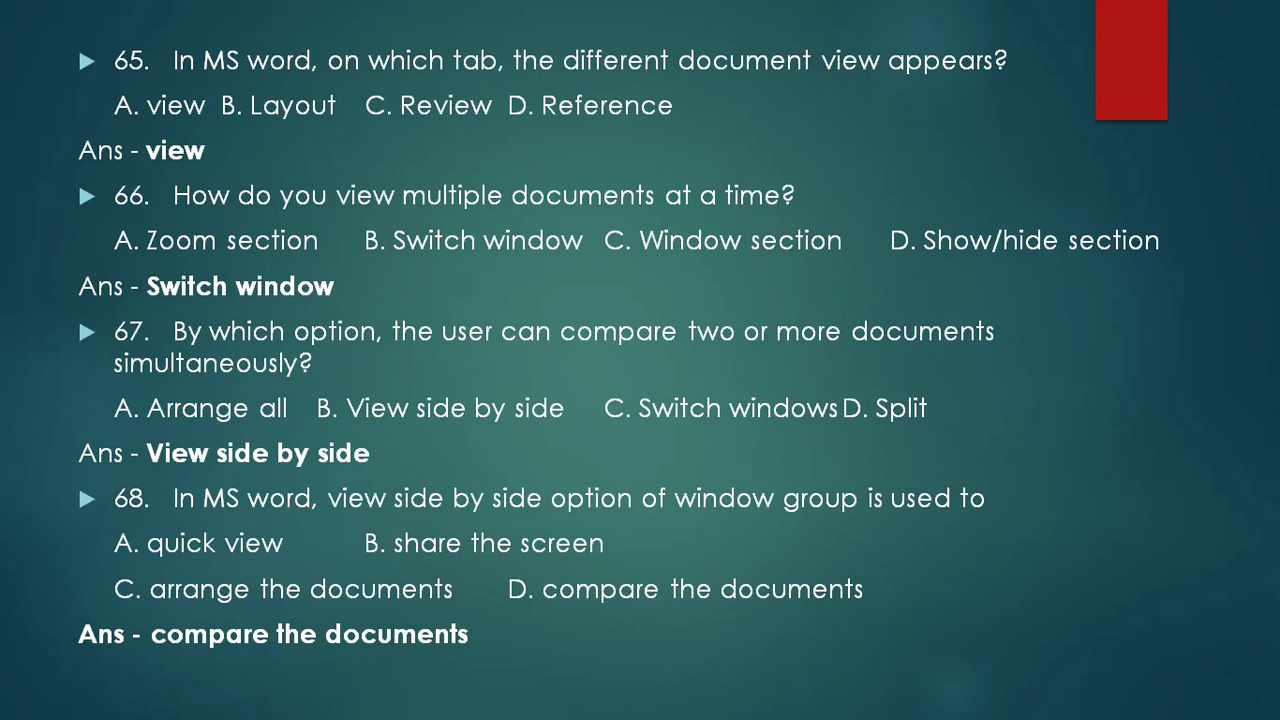 65. In MS word, on which tab, the different document view appears?
A. view B. Layout C. Review D. Reference
Ans - view
66. How do you view multiple documents at a time?
A. Zoom section B. Switch window C. Window section D. Show/hide section
Ans - Switch window
67. By which option, the user can compare two or more documents
simultaneously?
A. Arrange all B. View side by side C. Switch windows D. Split
Ans - View side by side
68. In MS word, view side by side option of window group is used to
A. quick view B. share the screen
C. arrange the documents D. compare the documents
Ans - compare the documents